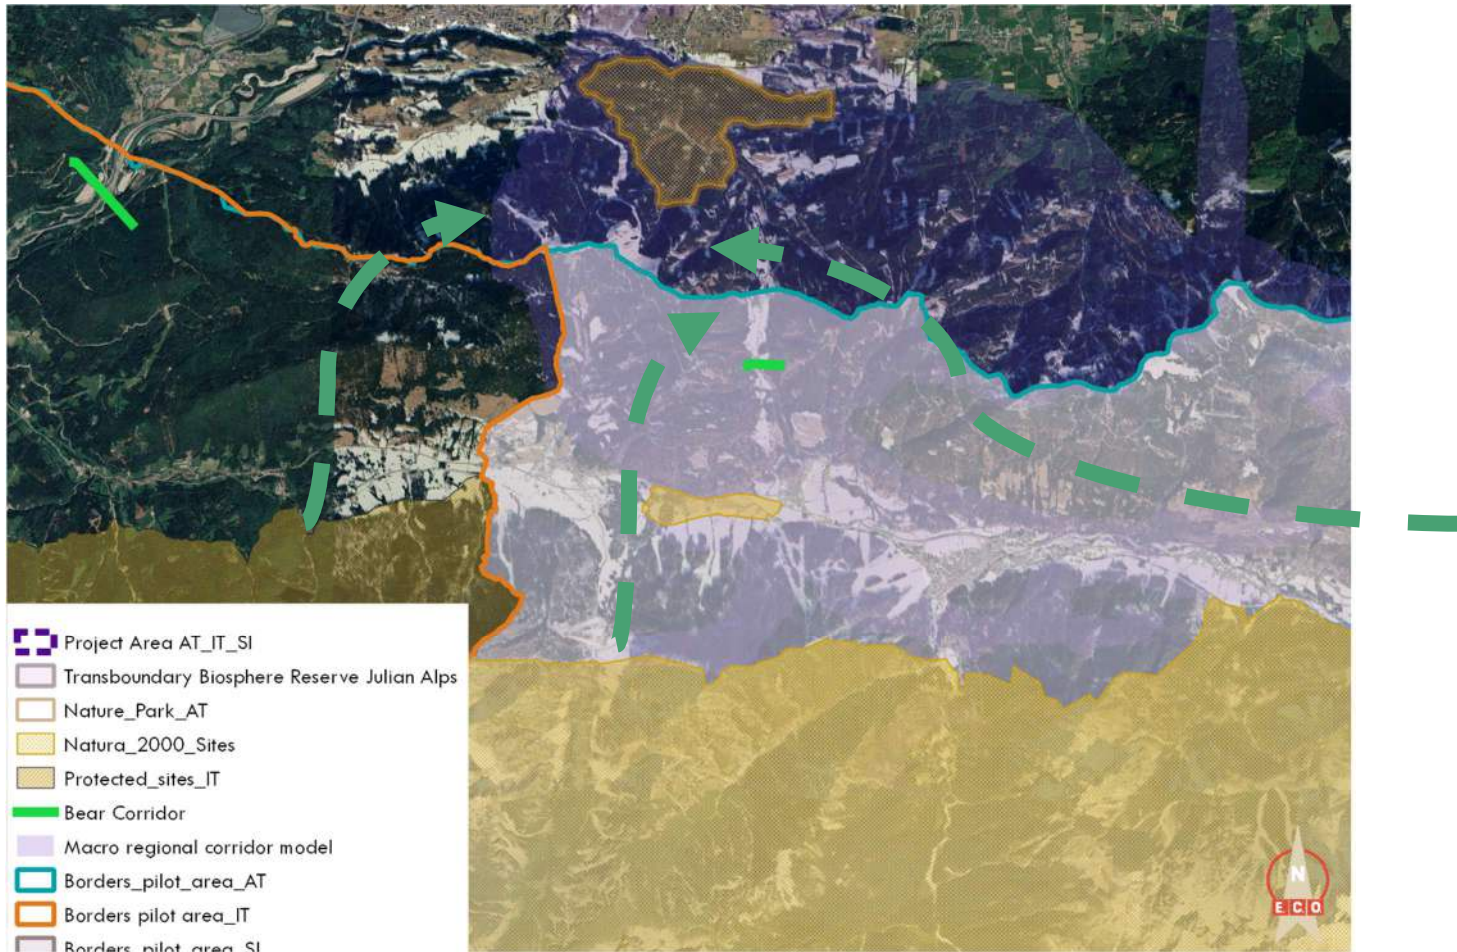 Project Area AT_IT_SI
Transboundary Biosphere Reserve Julian Alps
Nature_Park_AT
Natura_2000_Sites
Protected_sites_IT
Bear Corridor
Macro regional corridor model
Borders_pilot_area_AT
Borders pilot area_IT
Borders_pilot_area_SI
N
E.C.O.